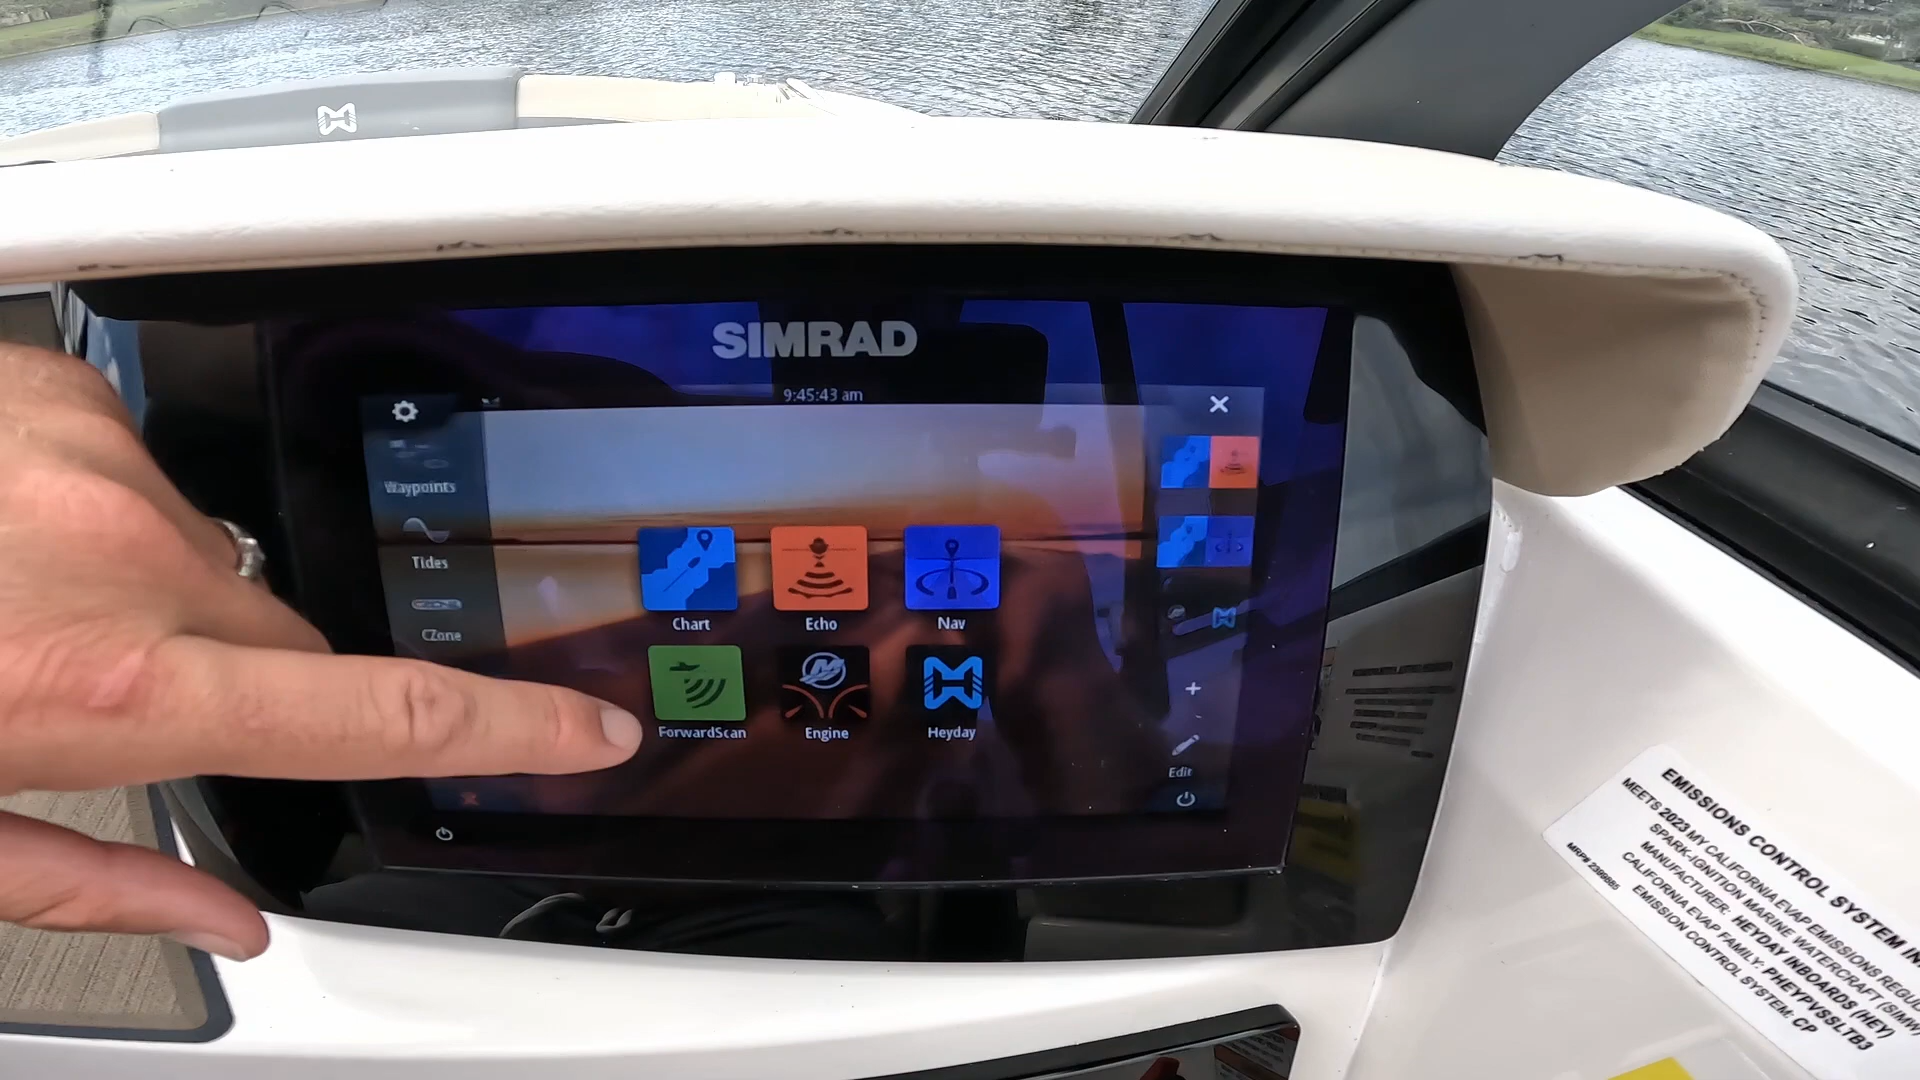 SIMRAD
9:45:43 am
Waypoints
Tides
CZone
Chart
Echo
Nav
ForwardScan
Engine
Heyday
Edit
EMISSIONS CONTROL SYSTEM
MEETS 2023 MY CALIFORNIA EVAP EMISSIONS
SPARK-IGNITION MARINE WATERCRAFT (SIMW)
MANUFACTURER: HEYDAY INBOARDS (HEY)
CALIFORNIA EVAP FAMILY: PHEYPVSSLTB3
EMISSION CONTROL SYSTEM: CP